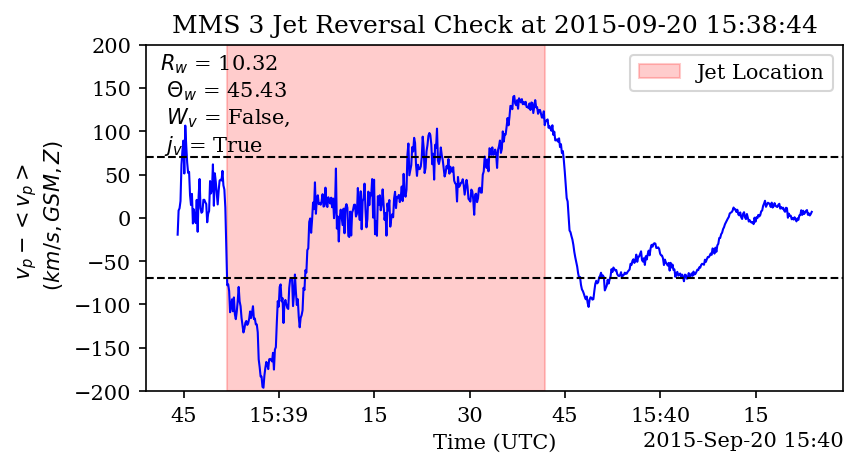 MMS 3 Jet Reversal Check at 2015-09-20 15:38:44
R_w = 10.32
Θ_w = 45.43
W_v = False,
j_v = True
Jet Location
v_p − < v_p >
(km/s, GSM, Z)
200
150
100
50
0
−50
−100
−150
−200
45 15:39 15 30 45 15:40 15
Time (UTC)
2015-Sep-20 15:40